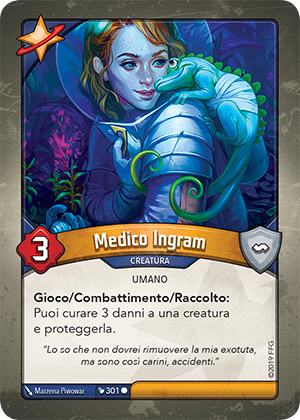 Medico Ingram
CREATURA
3
UMANO
Gioco/Combattimento/Raccolto:
Puoi curare 3 danni a una creatura
e proteggerla.
"Lo so che non dovrei rimuovere la mia exotuta,
ma sono così carini, accidenti."
Marzena Piwowar
301
©2019 FFG